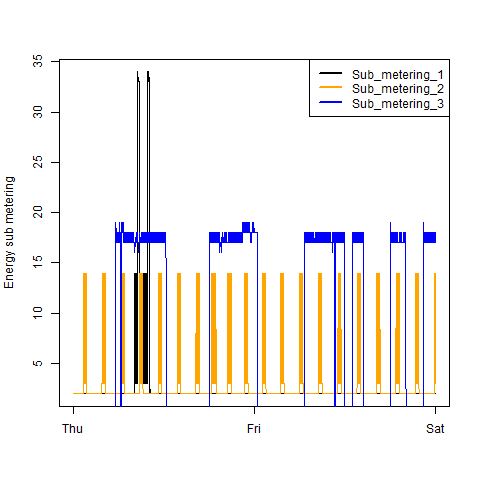 35
30
25
20
15
10
5
Energy sub metering
Sub_metering_1
Sub_metering_2
Sub_metering_3
Thu
Fri
Sat